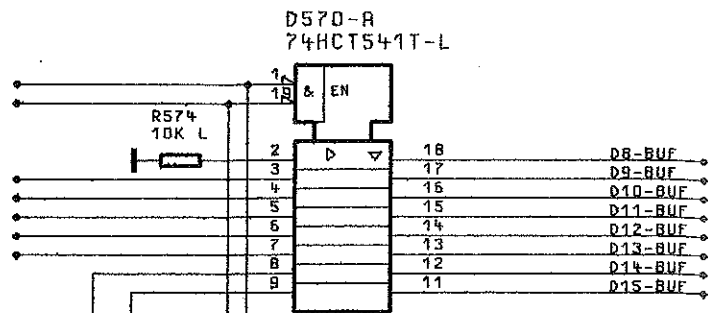 D570-A
74HCT541T-L
1
19
& EN
R574
10K L
2 18 D8-BUF
3 17 D9-BUF
4 16 D10-BUF
5 15 D11-BUF
6 14 D12-BUF
7 13 D13-BUF
8 12 D14-BUF
9 11 D15-BUF